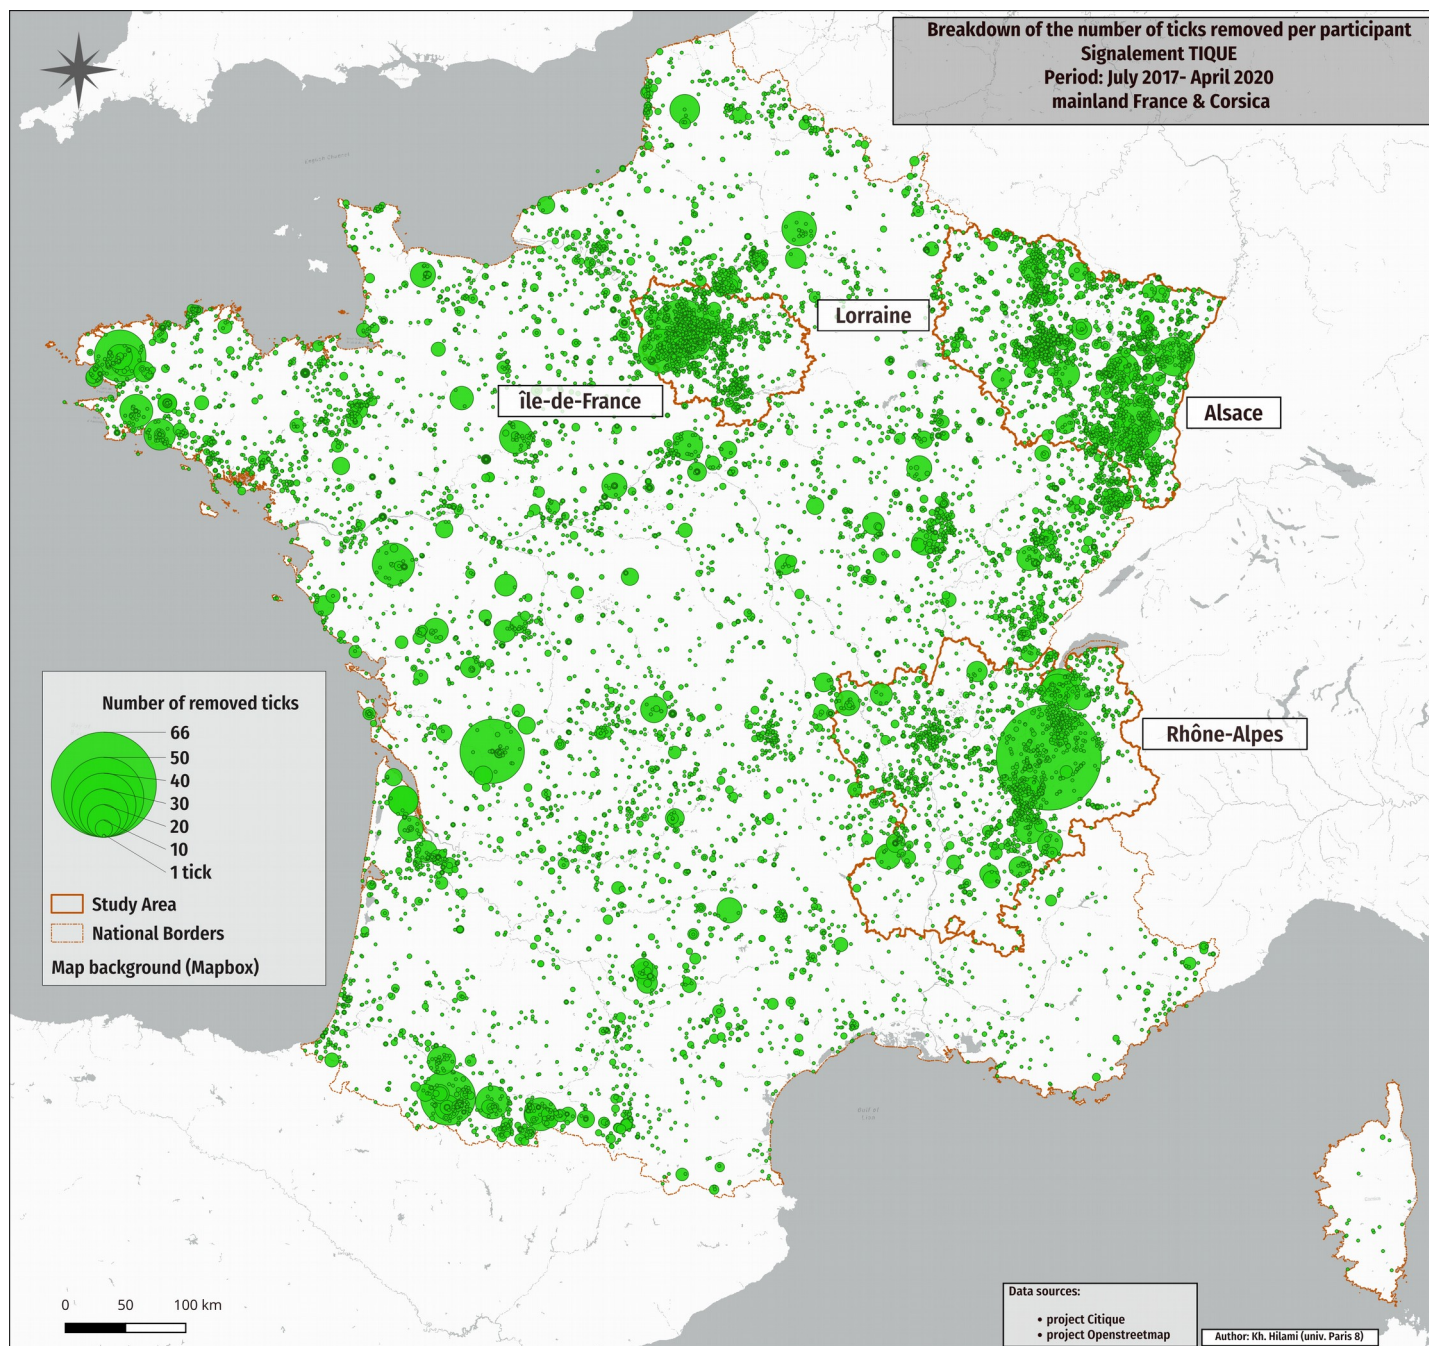 Breakdown of the number of ticks removed per participant
Signalement TIQUE
Period: July 2017- April 2020
mainland France & Corsica
English Channel
Lorraine
île-de-France
Alsace
Number of removed ticks
66
50
40
30
20
10
1 tick
Study Area
National Borders
Map background (Mapbox)
Rhône-Alpes
0 50 100 km
Data sources:
• project Citique
• project Openstreetmap
Author: Kh. Hilami (univ. Paris 8)